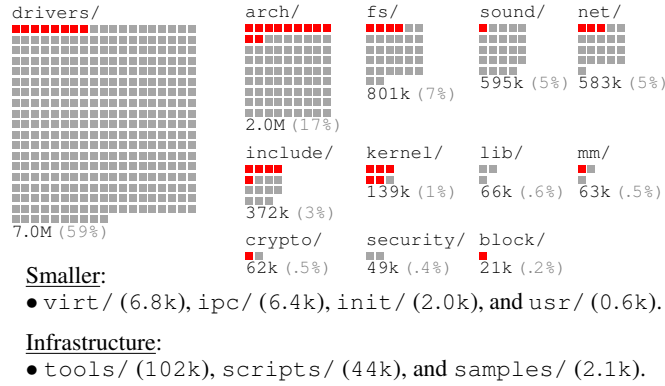 drivers/ arch/ fs/ sound/ net/
801k (7%) 595k (5%) 583k (5%)
2.0M (17%)
include/ kernel/ lib/ mm/
139k (1%) 66k (.6%) 63k (.5%)
372k (3%)
7.0M (59%)
crypto/ security/ block/
62k (.5%) 49k (.4%) 21k (.2%)
Smaller:
• virt/ (6.8k), ipc/ (6.4k), init/ (2.0k), and usr/ (0.6k).
Infrastructure:
• tools/ (102k), scripts/ (44k), and samples/ (2.1k).